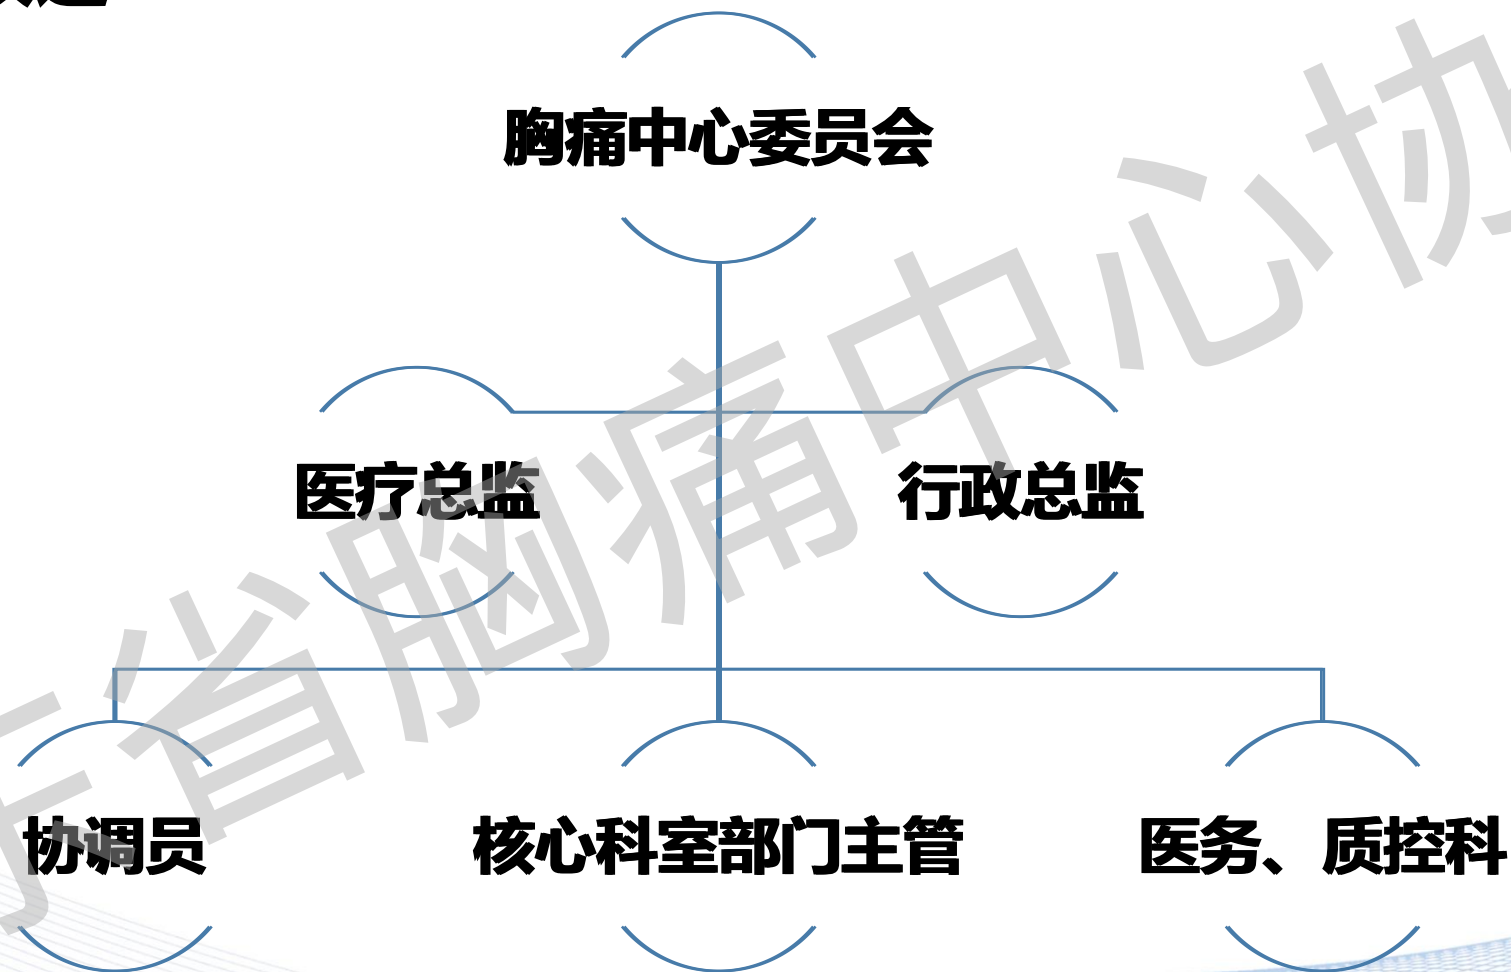 胸痛中心委员会
医疗总监
行政总监
协调员
核心科室部门主管
医务、质控科
省胸痛中心协